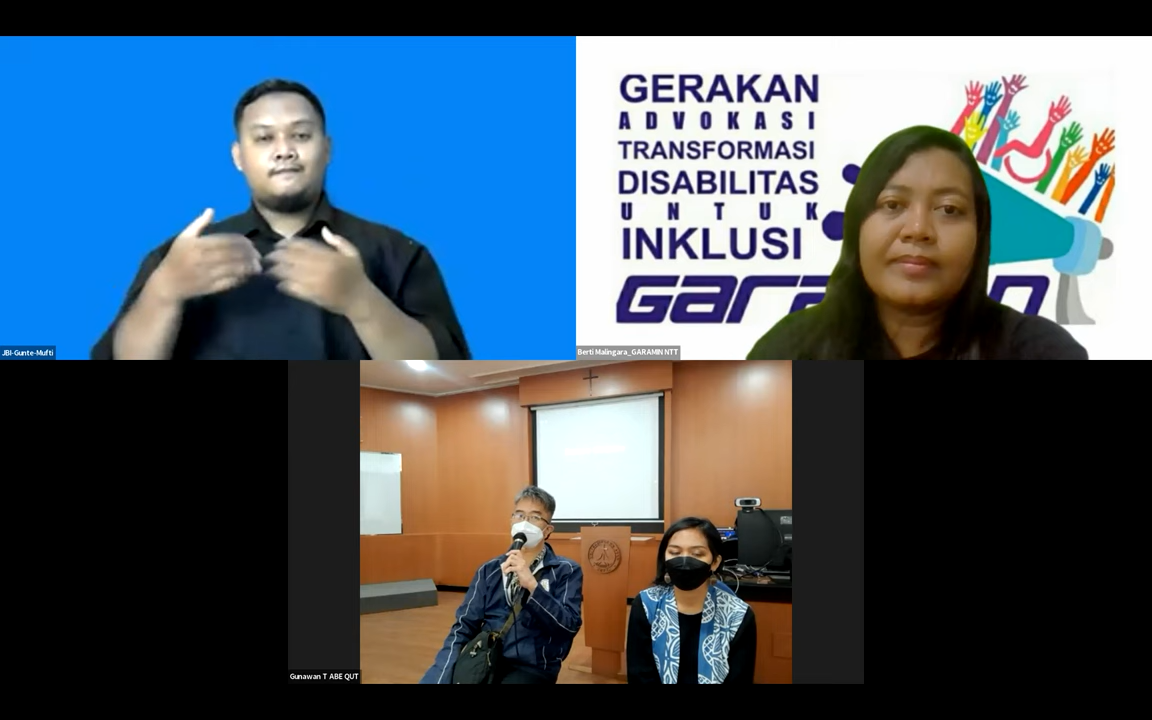 GERAKAN
ADVOKASI
TRANSFORMASI
DISABILITAS
UNTUK
INKLUSI
JBI-Gunte-Mufti
Berti Malingara_GARAMIN NTT
Gunawan T ABE QUT